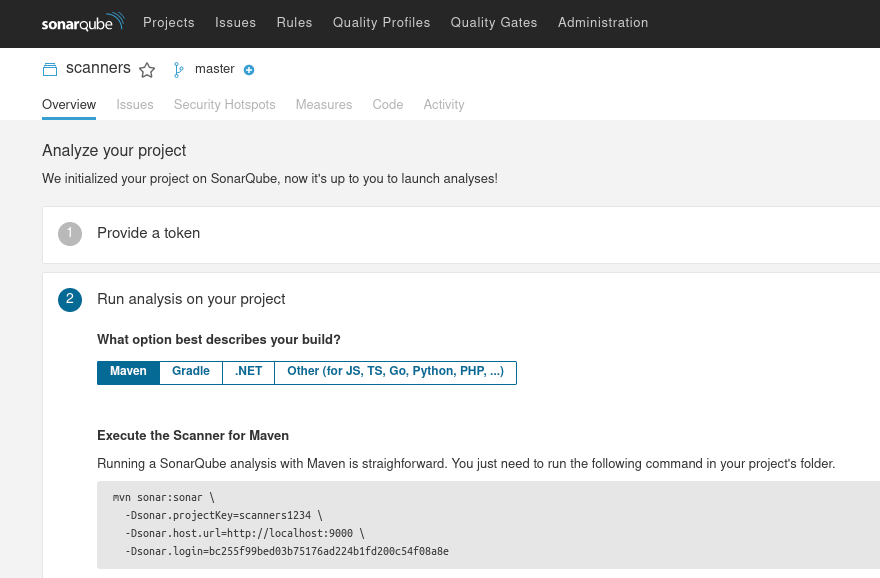 sonarqube Projects Issues Rules Quality Profiles Quality Gates Administration
scanners master
Overview Issues Security Hotspots Measures Code Activity
Analyze your project
We initialized your project on SonarQube, now it's up to you to launch analyses!
1 Provide a token
2 Run analysis on your project
What option best describes your build?
Maven Gradle .NET Other (for JS, TS, Go, Python, PHP, ...)
Execute the Scanner for Maven
Running a SonarQube analysis with Maven is straighforward. You just need to run the following command in your project's folder.
mvn sonar:sonar \
-Dsonar.projectKey=scanners1234 \
-Dsonar.host.url=http://localhost:9000 \
-Dsonar.login=bc255f99bed03b75176ad224b1fd200c54f08a8e